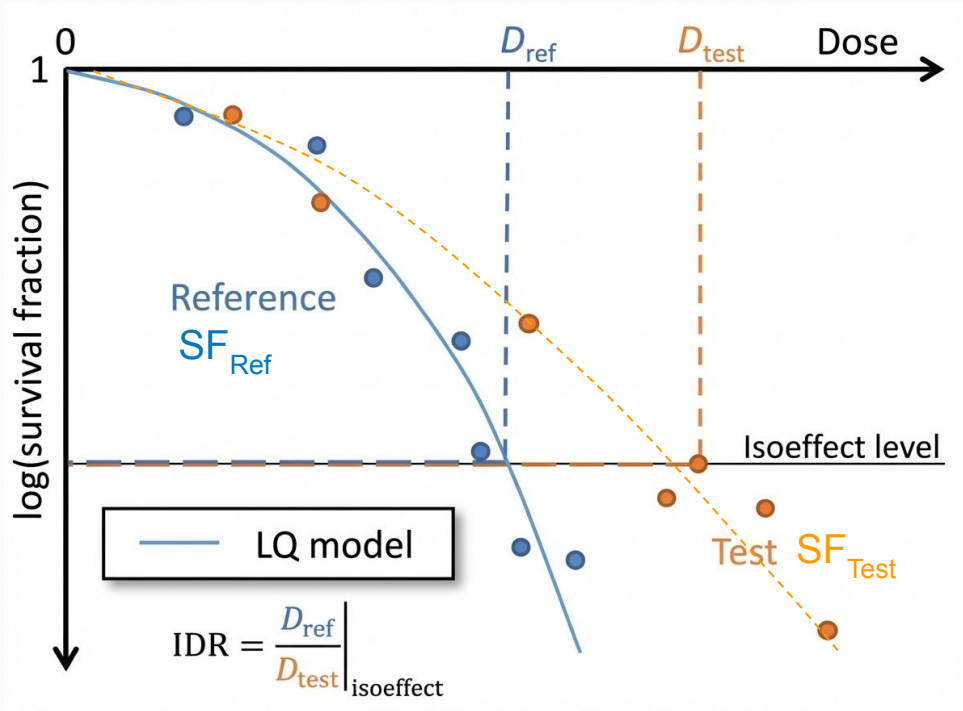 0
D_ref
D_test
Dose
1
log(survival fraction)
Reference
SF_Ref
Isoeffect level
LQ model
Test SF_Test
IDR = D_ref / D_test |isoeffect